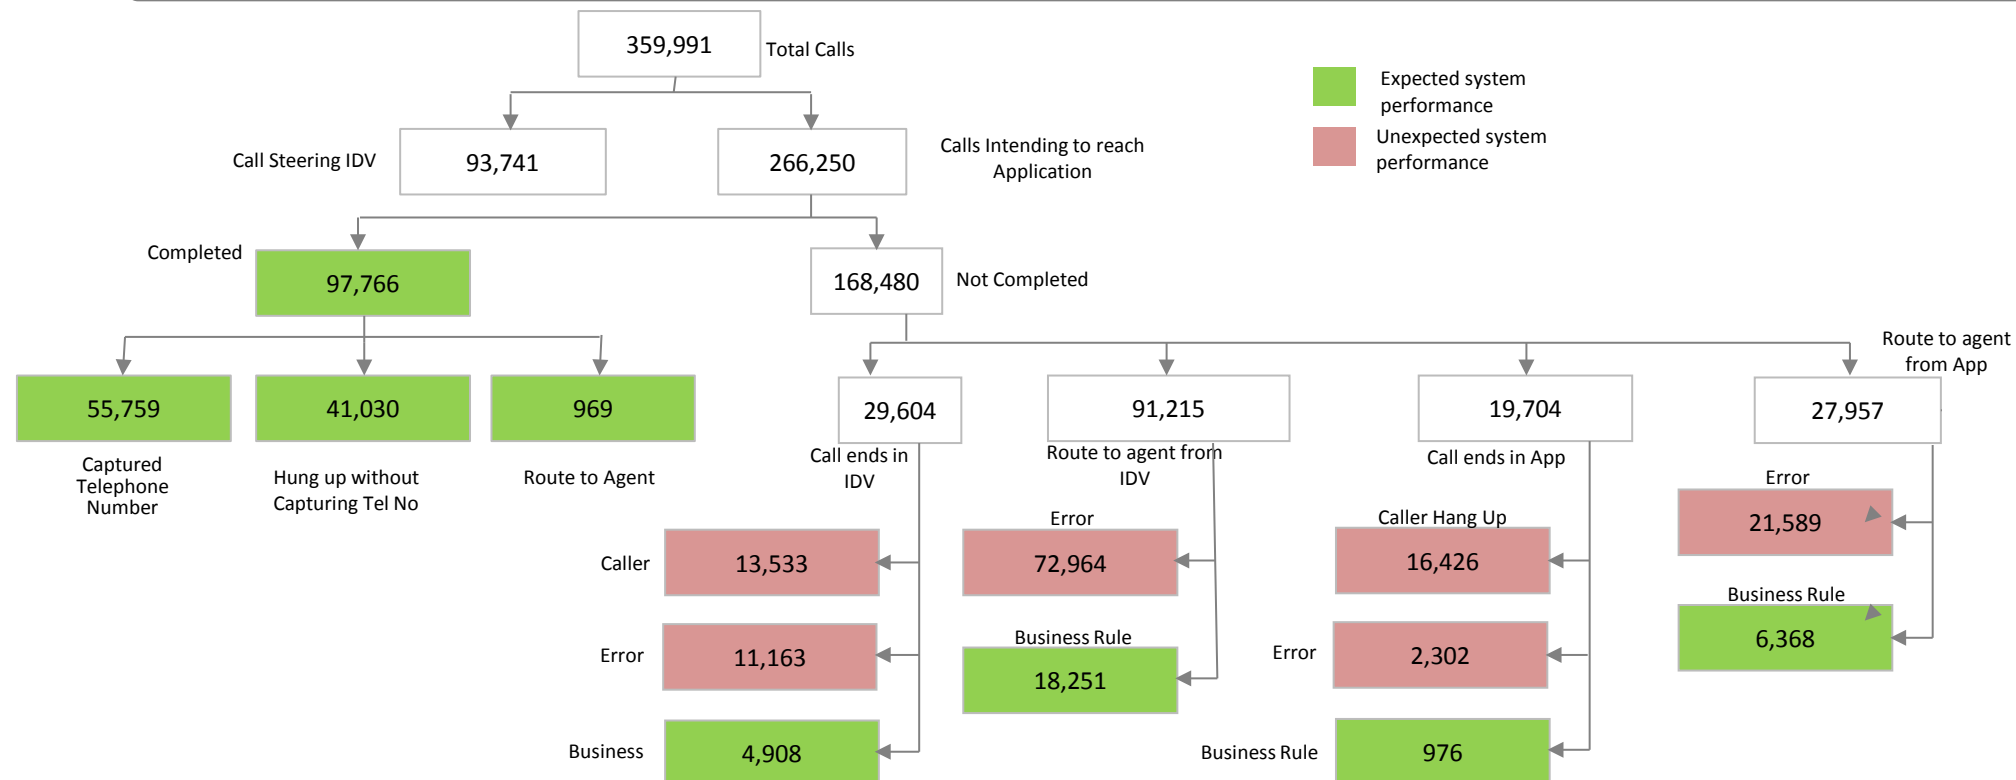 359,991
Total Calls
Expected system
performance
Unexpected system
performance
Call Steering IDV
93,741
266,250
Calls Intending to reach
Application
Completed
97,766
168,480
Not Completed
Route to agent
from App
55,759
41,030
969
29,604
91,215
19,704
27,957
Captured
Telephone
Number
Hung up without
Capturing Tel No
Route to Agent
Call ends in
IDV
Route to agent from
IDV
Call ends in App
Error
21,589
Caller
13,533
Error
72,964
Caller Hang Up
16,426
Business Rule
6,368
Error
11,163
Business Rule
18,251
Error
2,302
Business
4,908
Business Rule
976